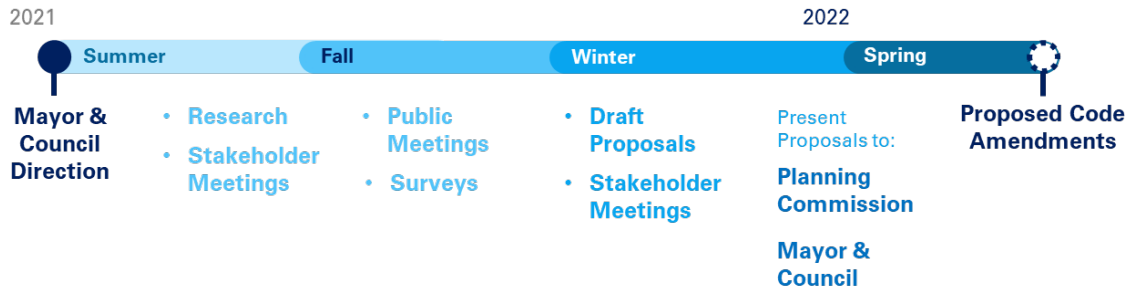 2021
2022
Summer
Fall
Winter
Spring
Mayor &
Council
Direction
• Research
• Stakeholder
Meetings
• Public
Meetings
• Surveys
• Draft
Proposals
• Stakeholder
Meetings
Present
Proposals to:
Planning
Commission
Mayor &
Council
Proposed Code
Amendments